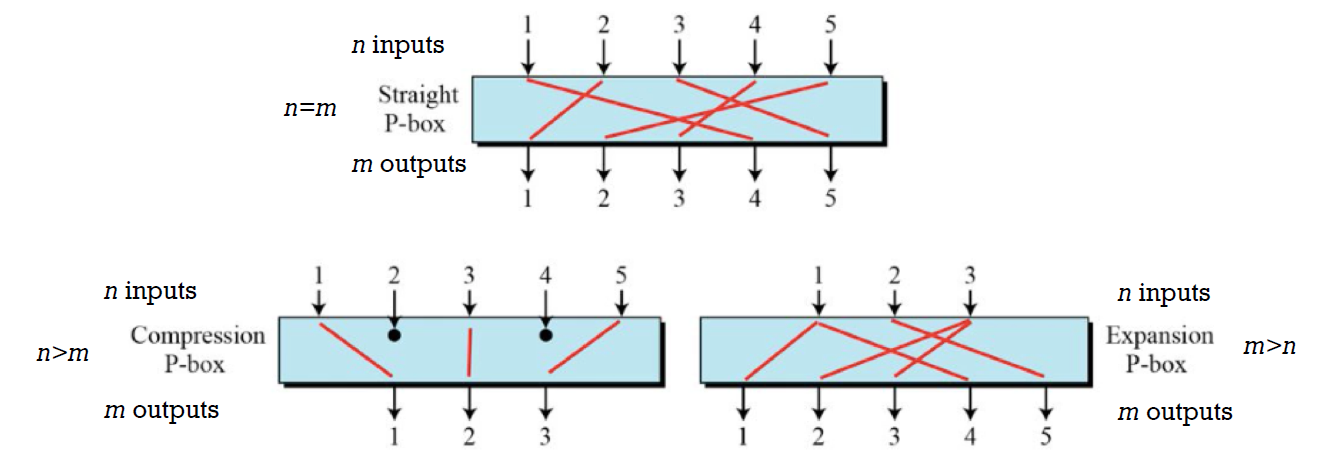 1 2 3 4 5
n inputs
Straight
P-box
n=m
m outputs
1 2 3 4 5
1 2 3 4 5
n inputs
Compression
P-box
n>m
m outputs
1 2 3
1 2 3
n inputs
Expansion
P-box
m>n
m outputs
1 2 3 4 5